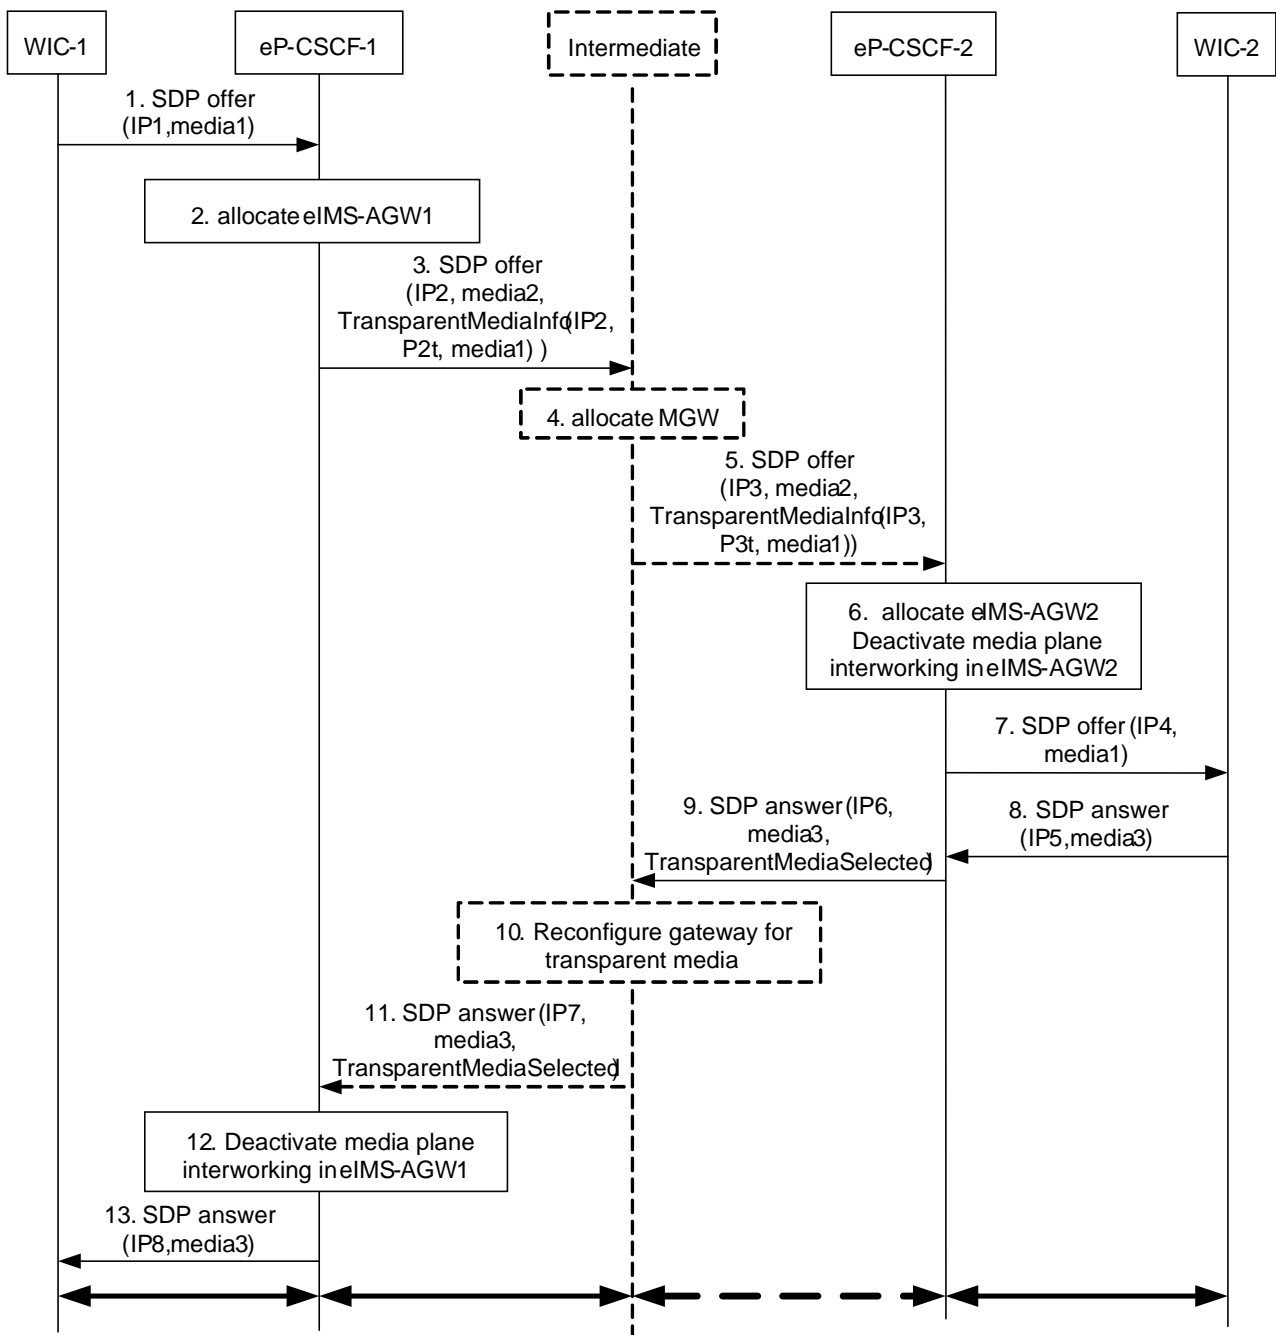 WIC-1
eP-CSCF-1
Intermediate
eP-CSCF-2
WIC-2
1. SDP offer
(IP1,media1)
2. allocate eIMS-AGW1
3. SDP offer
(IP2, media2,
TransparentMediaInfo(IP2,
P2t, media1) )
4. allocate MGW
5. SDP offer
(IP3, media2,
TransparentMediaInfo(IP3,
P3t, media1))
6. allocate eIMS-AGW2
Deactivate media plane
interworking in eIMS-AGW2
7. SDP offer (IP4,
media1)
8. SDP answer
(IP5,media3)
9. SDP answer (IP6,
media3,
TransparentMediaSelected)
10. Reconfigure gateway for
transparent media
11. SDP answer (IP7,
media3,
TransparentMediaSelected)
12. Deactivate media plane
interworking in eIMS-AGW1
13. SDP answer
(IP8,media3)